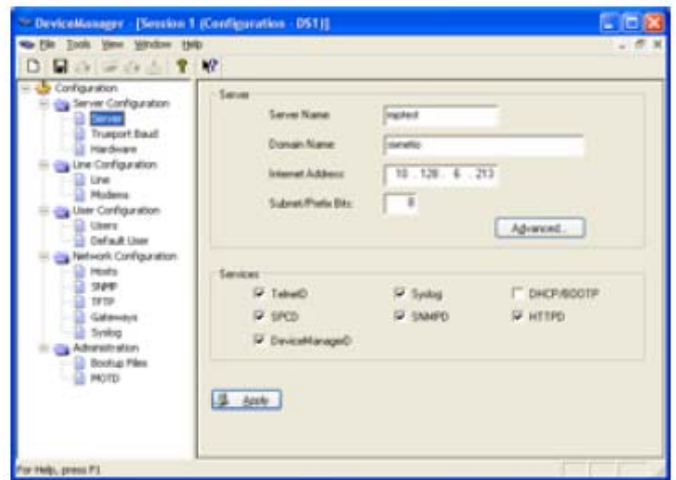 DeviceManager - [Session 1 (Configuration - DS1)]
File Tools View Window Help
Configuration
Server Configuration
Server
Trueport Baud
Hardware
Line Configuration
Line
Modems
User Configuration
Users
Default User
Network Configuration
Hosts
SNMP
TFTP
Gateways
Syslog
Administration
Bootup Files
MOTD
Server
Server Name:
Domain Name:
Internet Address: 10 . 128 . 6 . 213
Subnet/Prefix Bits: 8
Advanced...
Services
TelnetD
Syslog
DHCP/BOOTP
SPCD
SNMPD
HTTPD
DeviceManagerD
Apply
For Help, press F1